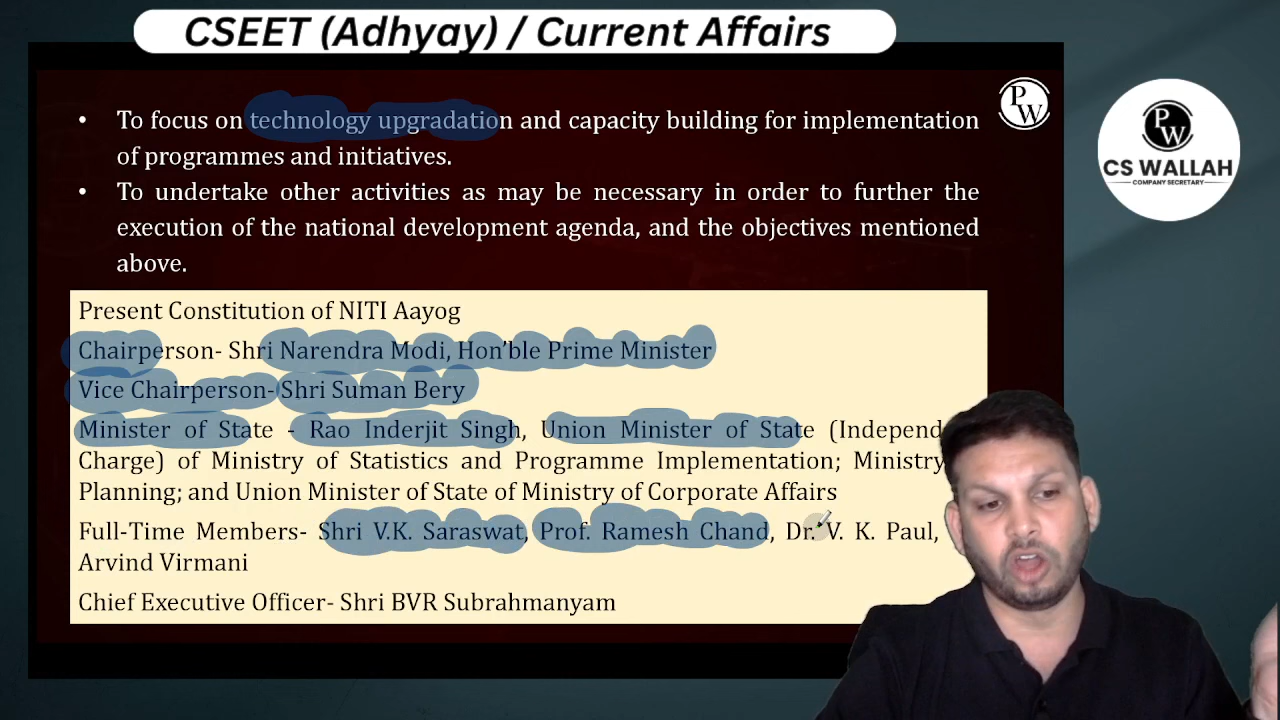 CSEET (Adhyay) / Current Affairs
• To focus on technology upgradation and capacity building for implementation
of programmes and initiatives.
• To undertake other activities as may be necessary in order to further the
execution of the national development agenda, and the objectives mentioned
above.
Present Constitution of NITI Aayog
Chairperson- Shri Narendra Modi, Hon’ble Prime Minister
Vice Chairperson- Shri Suman Bery
Minister of State - Rao Inderjit Singh, Union Minister of State (Independ
Charge) of Ministry of Statistics and Programme Implementation; Ministry
Planning; and Union Minister of State of Ministry of Corporate Affairs
Full-Time Members- Shri V.K. Saraswat, Prof. Ramesh Chand, Dr. V. K. Paul,
Arvind Virmani
Chief Executive Officer- Shri BVR Subrahmanyam
PW
PW
CS WALLAH
COMPANY SECRETARY